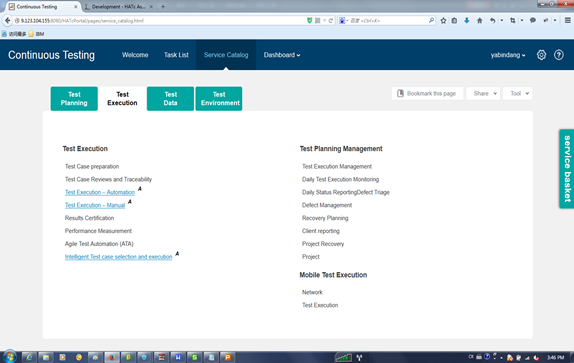 Continuous Testing
Development - HATc As...
9.123.104.155:8080/HATcPortal/pages/service_catalog.html
百度 <Ctrl+K>
访问最多
IBM
Continuous Testing
Welcome
Task List
Service Catalog
Dashboard
yabindang
Test Planning
Test Execution
Test Data
Test Environment
Bookmark this page
Share
Tool
service basket
Test Execution
Test Case preparation
Test Case Reviews and Traceability
Test Execution – Automation A
Test Execution – Manual A
Results Certification
Performance Measurement
Agile Test Automation (ATA)
Intelligent Test case selection and execution A
Test Planning Management
Test Execution Management
Daily Test Execution Monitoring
Daily Status ReportingDefect Triage
Defect Management
Recovery Planning
Client reporting
Project Recovery
Project
Mobile Test Execution
Network
Test Execution
3:46 PM